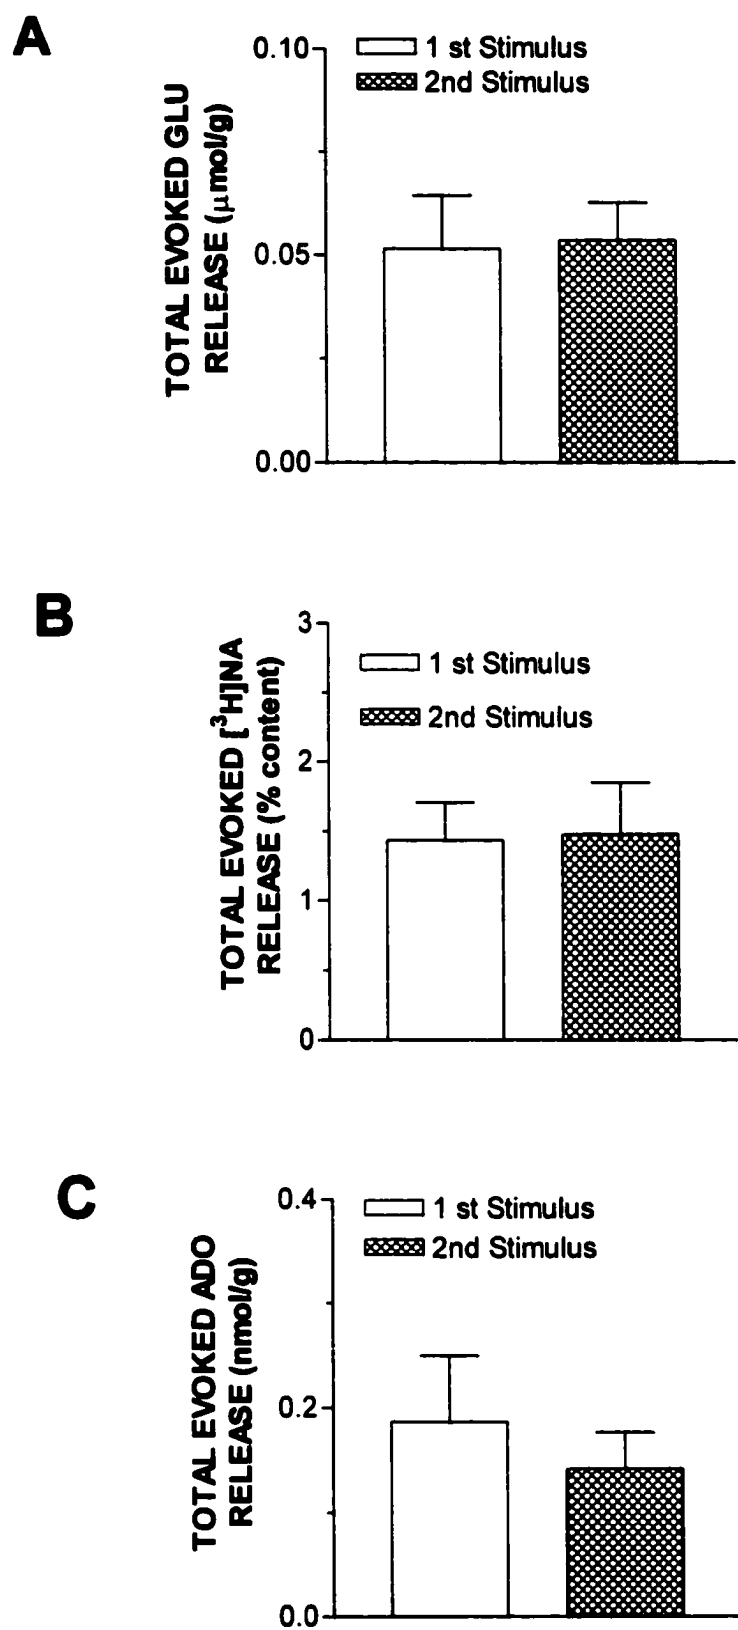 A
TOTAL EVOKED GLU
RELEASE (μmol/g)
0.10
0.05
0.00
1 st Stimulus
2nd Stimulus
B
TOTAL EVOKED [³H]NA
RELEASE (% content)
3
2
1
0
1 st Stimulus
2nd Stimulus
C
TOTAL EVOKED ADO
RELEASE (nmol/g)
0.4
0.2
0.0
1 st Stimulus
2nd Stimulus